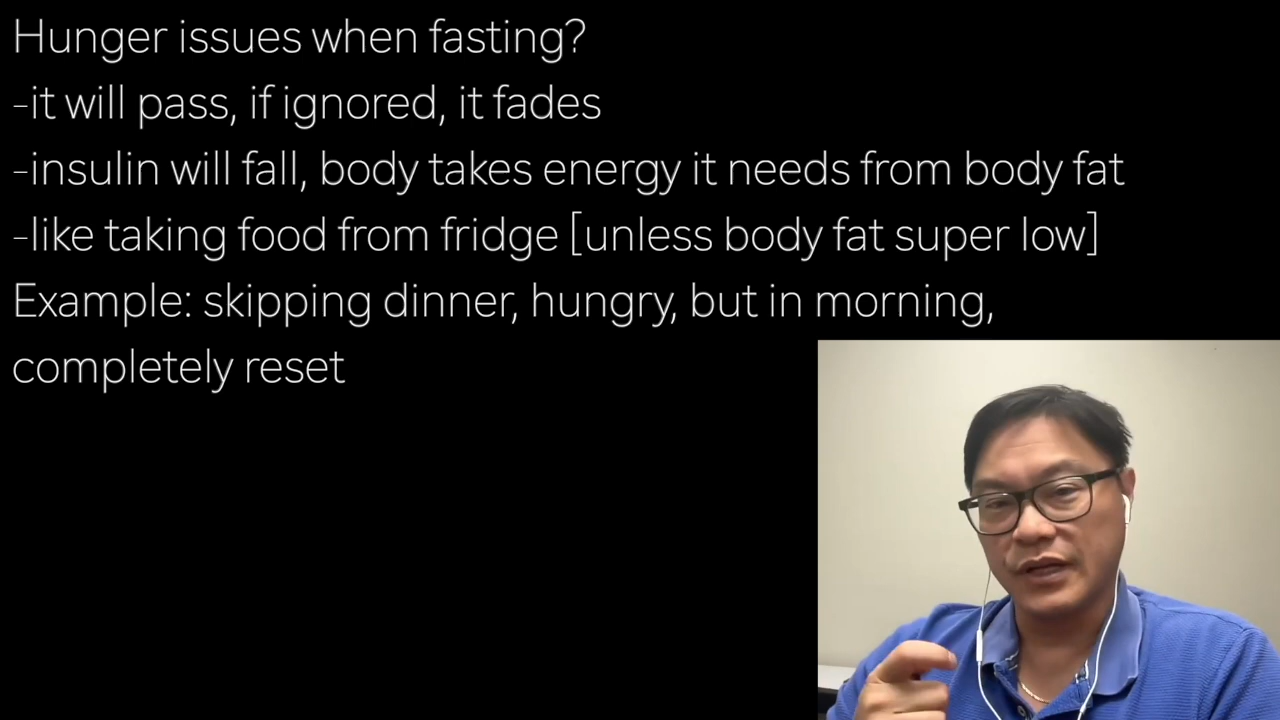 Hunger issues when fasting?
-it will pass, if ignored, it fades
-insulin will fall, body takes energy it needs from body fat
-like taking food from fridge [unless body fat super low]
Example: skipping dinner, hungry, but in morning,
completely reset